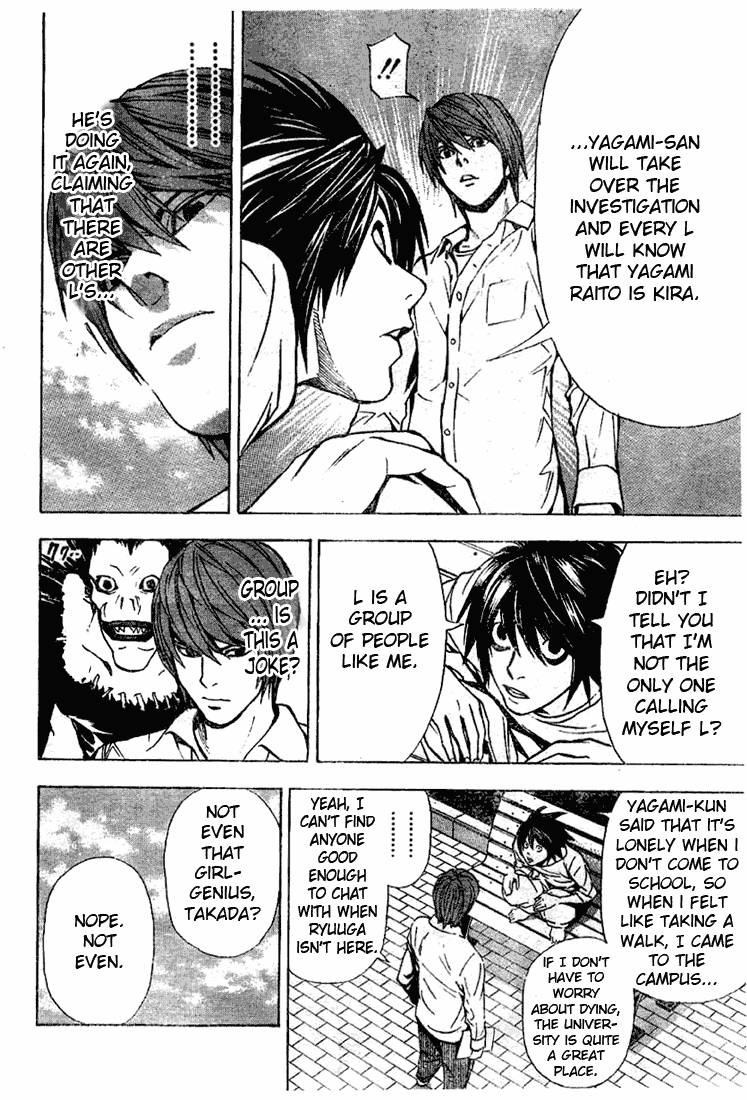 ...YAGAMI-SAN
WILL TAKE
OVER THE
INVESTIGATION
AND EVERY L
WILL KNOW
THAT YAGAMI
RAITO IS KIRA.
!!
..........
HE'S
DOING
IT AGAIN,
CLAIMING
THAT
THERE
ARE
OTHER
L'S...
EH?
DIDN'T I
TELL YOU
THAT I'M
NOT THE
ONLY ONE
CALLING
MYSELF L?
L IS A
GROUP
OF PEOPLE
LIKE ME.
GROUP
... IS
THIS A
JOKE?
ククク
YAGAMI-KUN
SAID THAT IT'S
LONELY WHEN I
DON'T COME TO
SCHOOL, SO
WHEN I FELT
LIKE TAKING A
WALK, I CAME
TO THE
CAMPUS...
IF I DON'T
HAVE TO
WORRY
ABOUT DYING,
THE UNIVER-
SITY IS QUITE
A GREAT
PLACE.
......
YEAH, I
CAN'T FIND
ANYONE
GOOD
ENOUGH
TO CHAT
WITH WHEN
RYUUGA
ISN'T HERE.
NOT
EVEN
THAT
GIRL-
GENIUS,
TAKADA?
NOPE.
NOT
EVEN.